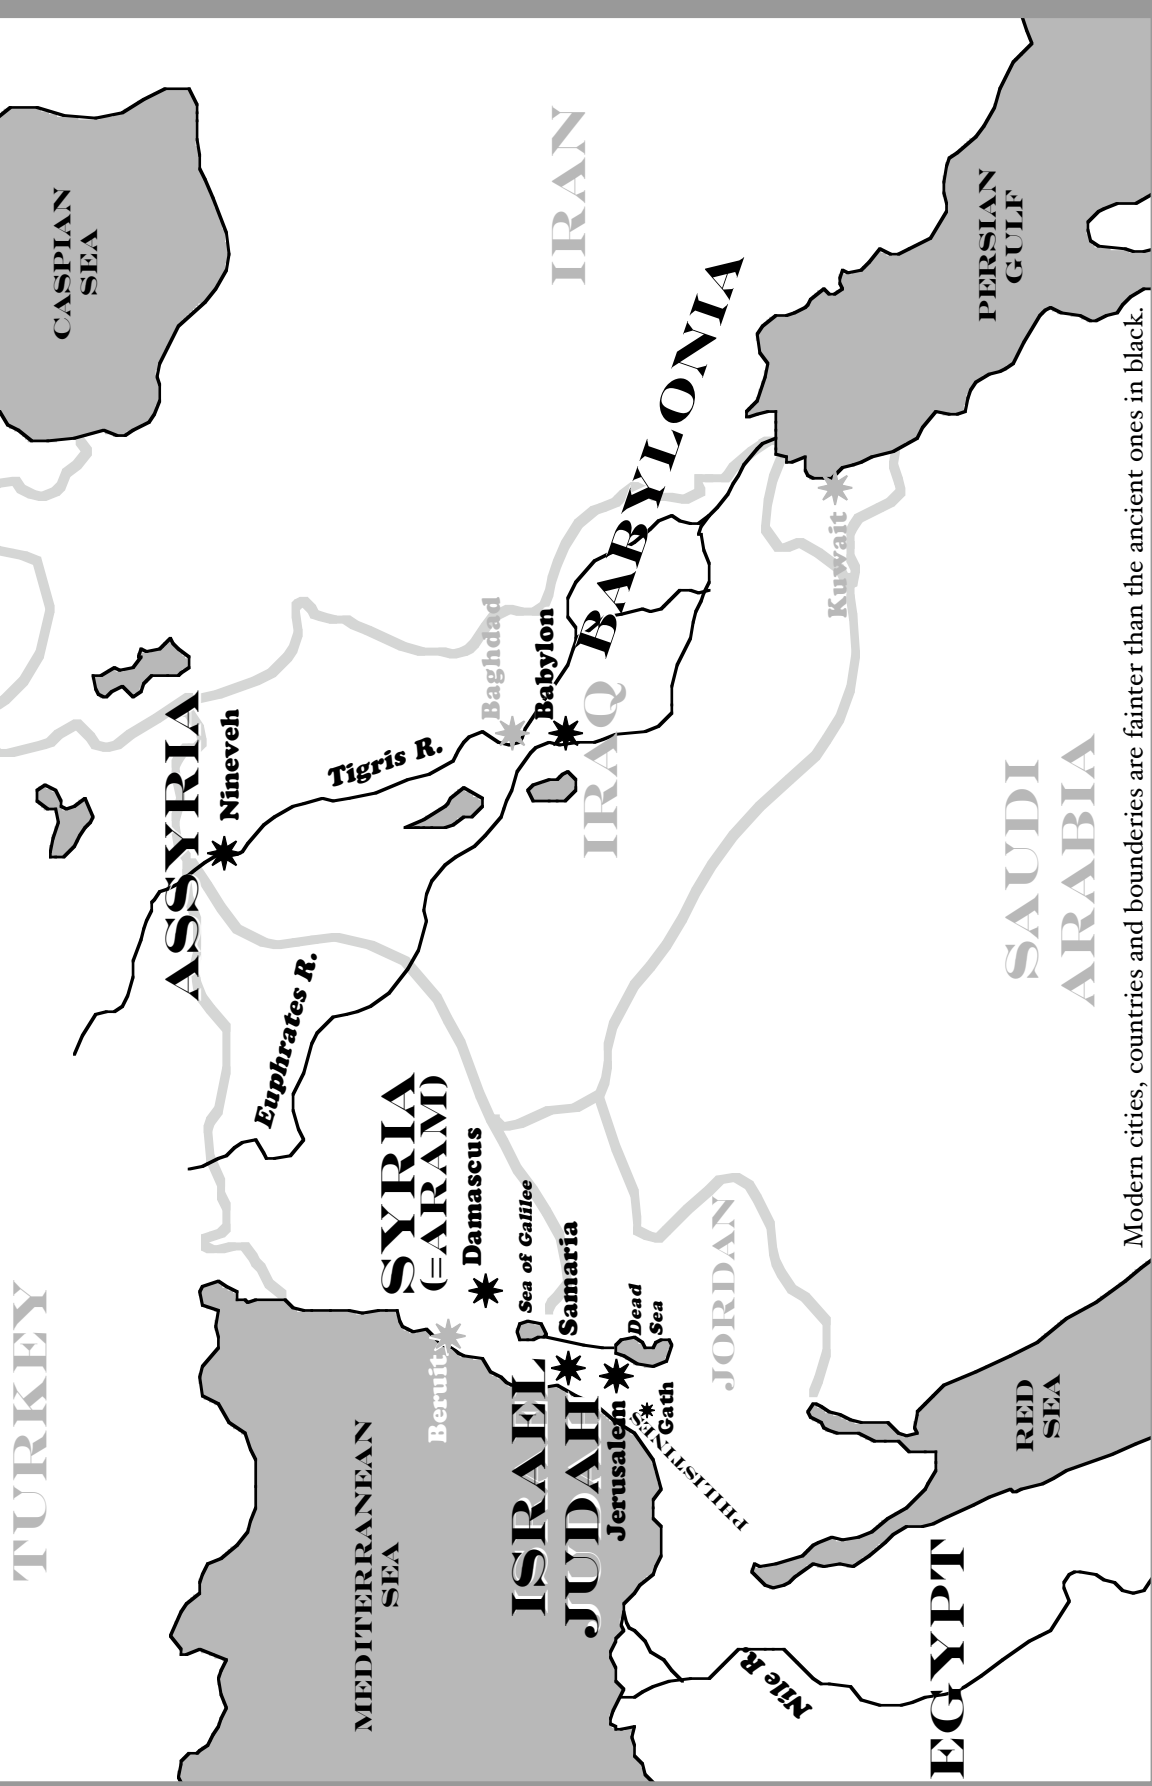 TURKEY
CASPIAN
SEA
IRAN
ASSYRIA
Nineveh
Tigris R.
Euphrates R.
Baghdad
Babylon
BABYLONIA
IRAQ
SYRIA
(=ARAM)
Damascus
Beruity
MEDITERRANEAN
SEA
Sea of Galilee
Samaria
ISRAEL
JUDAH
Jerusalem
Dead
Sea
Gath
PHILISTINES
JORDAN
Kuwait
PERSIAN
GULF
SAUDI
ARABIA
RED
SEA
Nile R.
EGYPT
Modern cities, countries and bounderies are fainter than the ancient ones in black.